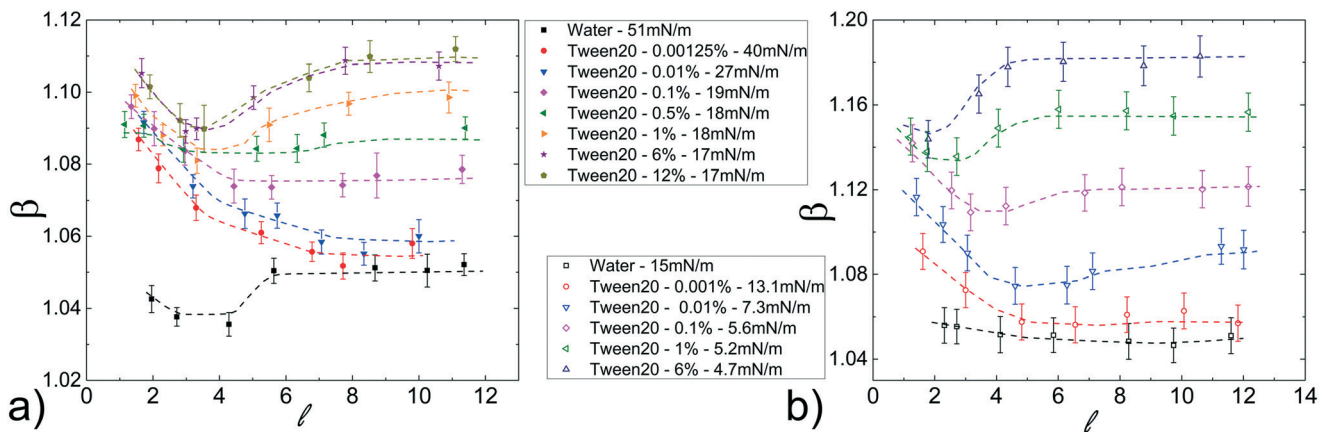 1.12
1.10
1.08
1.06
1.04
1.02
β
0
2
4
6
8
10
12
ℓ
a)
Water - 51mN/m
Tween20 - 0.00125% - 40mN/m
Tween20 - 0.01% - 27mN/m
Tween20 - 0.1% - 19mN/m
Tween20 - 0.5% - 18mN/m
Tween20 - 1% - 18mN/m
Tween20 - 6% - 17mN/m
Tween20 - 12% - 17mN/m
Water - 15mN/m
Tween20 - 0.001% - 13.1mN/m
Tween20 - 0.01% - 7.3mN/m
Tween20 - 0.1% - 5.6mN/m
Tween20 - 1% - 5.2mN/m
Tween20 - 6% - 4.7mN/m
1.20
1.16
1.12
1.08
1.04
β
0
2
4
6
8
10
12
14
ℓ
b)